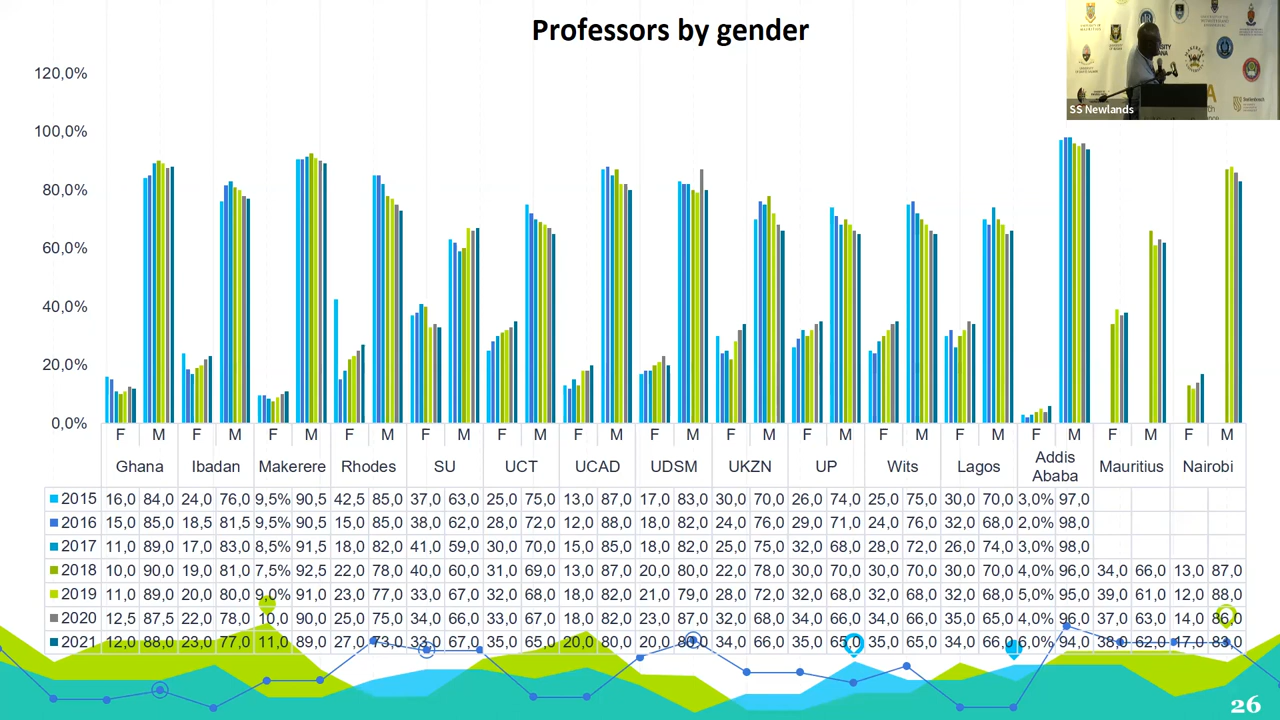 Professors by gender
SS Newlands
120,0%
100,0%
80,0%
60,0%
40,0%
20,0%
0,0%
F M F M F M F M F M F M F M F M F M F M F M F M F M F M F M
Ghana Ibadan Makerere Rhodes SU UCT UCAD UDSM UKZN UP Wits Lagos Addis Ababa Mauritius Nairobi
2015 16,0 84,0 24,0 76,0 9,5% 90,5 42,5 85,0 37,0 63,0 25,0 75,0 13,0 87,0 17,0 83,0 30,0 70,0 26,0 74,0 25,0 75,0 30,0 70,0 3,0% 97,0
2016 15,0 85,0 18,5 81,5 9,5% 90,5 15,0 85,0 38,0 62,0 28,0 72,0 12,0 88,0 18,0 82,0 24,0 76,0 29,0 71,0 24,0 76,0 32,0 68,0 2,0% 98,0
2017 11,0 89,0 17,0 83,0 8,5% 91,5 18,0 82,0 41,0 59,0 30,0 70,0 15,0 85,0 18,0 82,0 25,0 75,0 32,0 68,0 28,0 72,0 26,0 74,0 3,0% 98,0
2018 10,0 90,0 19,0 81,0 7,5% 92,5 22,0 78,0 40,0 60,0 31,0 69,0 13,0 87,0 20,0 80,0 22,0 78,0 30,0 70,0 30,0 70,0 30,0 70,0 4,0% 96,0 34,0 66,0 13,0 87,0
2019 11,0 89,0 20,0 80,0 91,0 23,0 77,0 33,0 67,0 32,0 68,0 18,0 82,0 21,0 79,0 28,0 72,0 32,0 68,0 32,0 68,0 32,0 68,0 5,0% 95,0 39,0 61,0 12,0 88,0
2020 12,5 87,5 22,0 78,0 10,0 90,0 25,0 75,0 34,0 66,0 33,0 67,0 18,0 82,0 23,0 87,0 32,0 68,0 34,0 66,0 34,0 66,0 35,0 65,0 4,0% 96,0 37,0 63,0 14,0 86,0
2021 12,0 88,0 23,0 77,0 11,0 89,0 27,0 73,0 33,0 67,0 35,0 65,0 20,0 80,0 20,0 80,0 34,0 66,0 35,0 65,0 35,0 65,0 34,0 66,0 6,0% 94,0 38,0 62,0 17,0 83,0
26